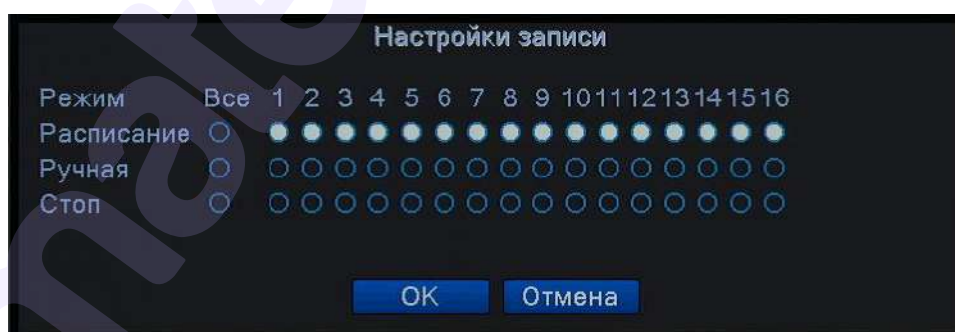 Настройки записи
Режим Все 1 2 3 4 5 6 7 8 9 10 11 12 13 14 15 16
Расписание
Ручная
Стоп
OK Отмена